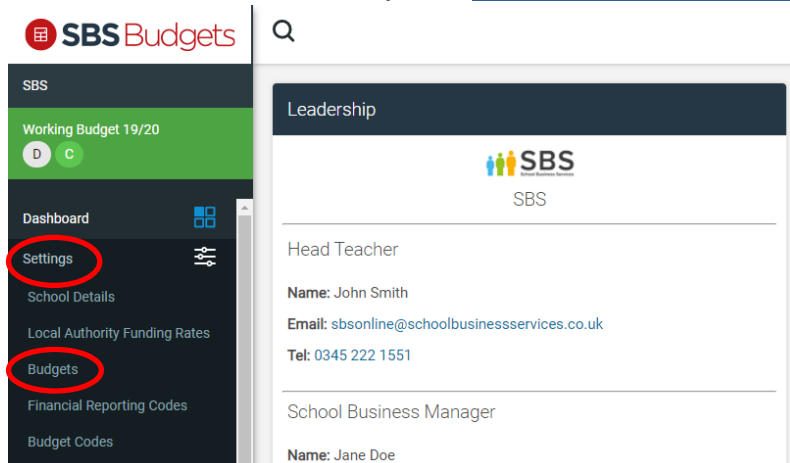 SBS Budgets
SBS
Working Budget 19/20
D C
Dashboard
Settings
School Details
Local Authority Funding Rates
Budgets
Financial Reporting Codes
Budget Codes
Leadership
SBS
School Business Services
SBS
Head Teacher
Name: John Smith
Email: sbsonline@schoolbusinessservices.co.uk
Tel: 0345 222 1551
School Business Manager
Name: Jane Doe